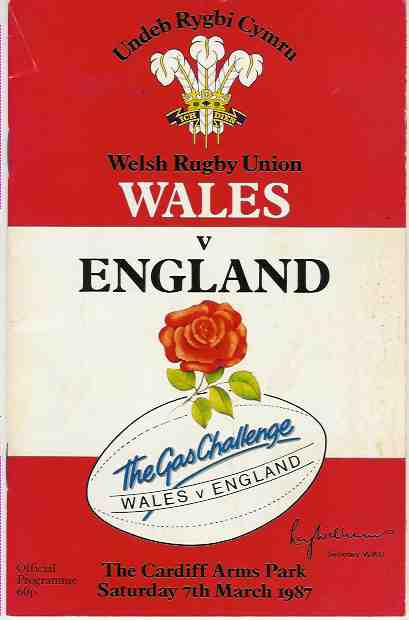 Undeb Rygbi Cymru
ICH DIEN
Welsh Rugby Union
WALES
v
ENGLAND
The Gas Challenge
WALES v ENGLAND
Secretary W.R.U.
Official
Programme
60p
The Cardiff Arms Park
Saturday 7th March 1987